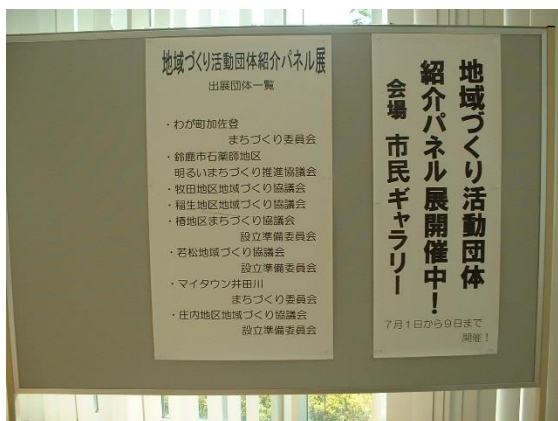 地域づくり活動団体紹介パネル展
出展団体一覧
・わが町加佐登
まちづくり委員会
・鈴鹿市石薬師地区
明るいまちづくり推進協議会
・牧田地区地域づくり協議会
・稲生地区地域づくり協議会
・椿地区まちづくり協議会
設立準備委員会
・若松地域づくり協議会
設立準備委員会
・マイタウン井田川
まちづくり委員会
・庄内地区地域づくり協議会
設立準備委員会
地域づくり活動団体
紹介パネル展開催中！
会場 市民ギャラリー
7月1日から9日まで
開催！